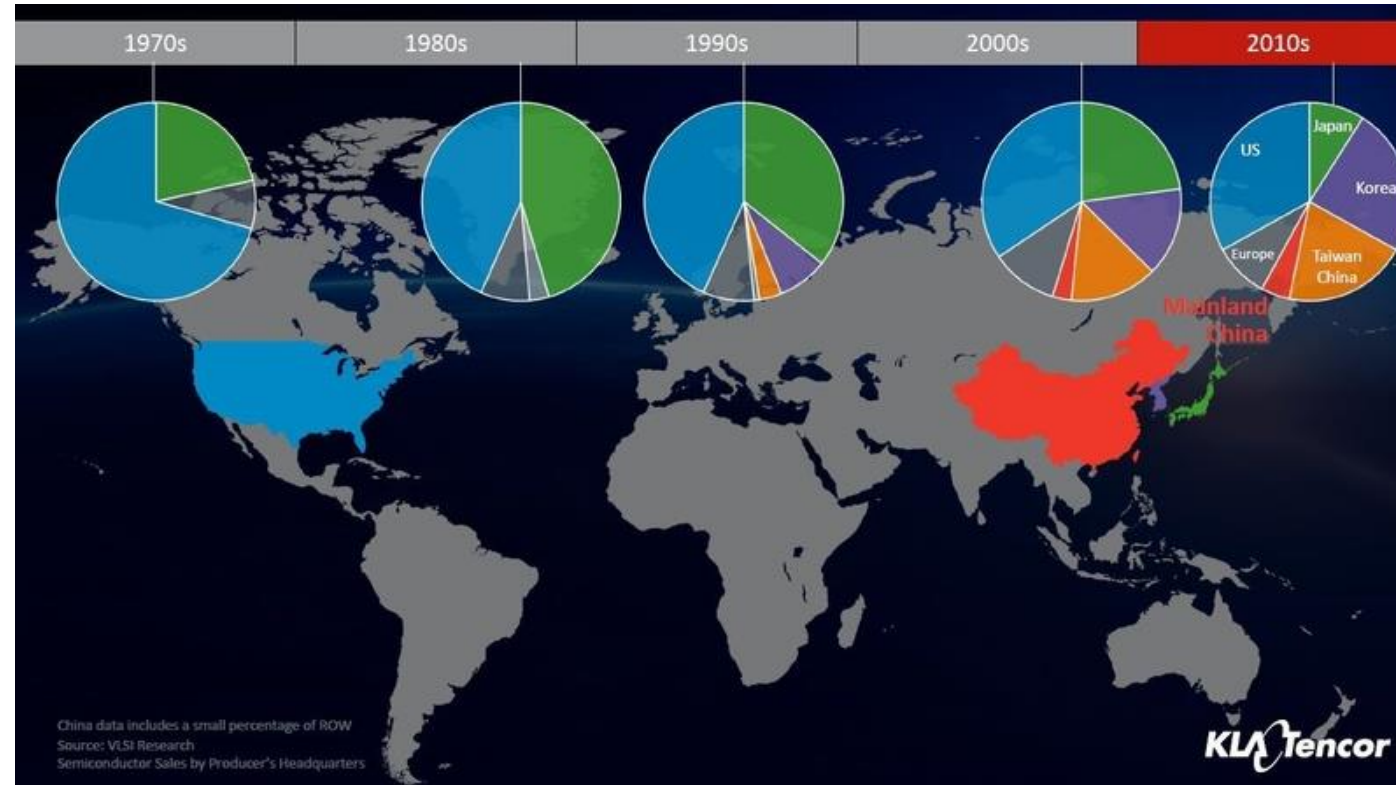 1970s
1980s
1990s
2000s
2010s
US
Japan
Korea
Europe
Taiwan
China
Mainland
China
China data includes a small percentage of ROW
Source: VLSI Research
Semiconductor Sales by Producer's Headquarters
KLA Tencor